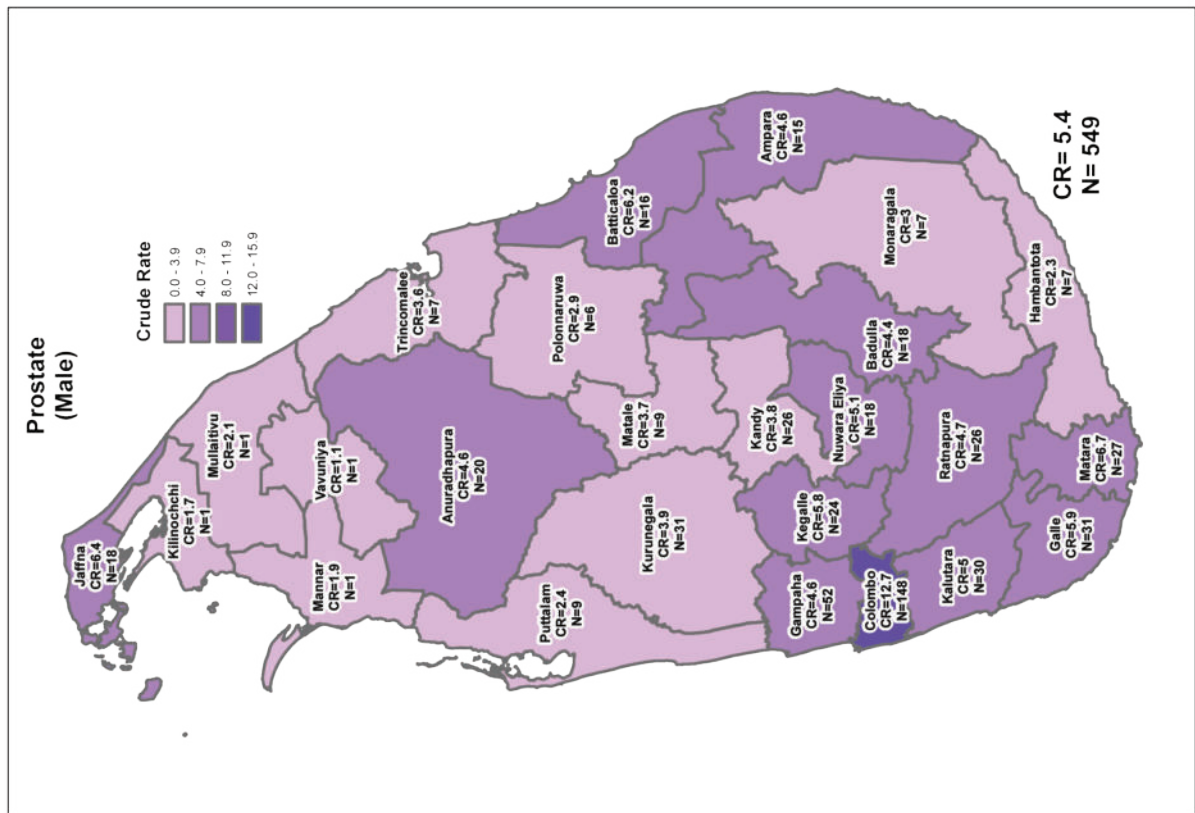 Prostate
(Male)
Crude Rate
0.0 - 3.9
4.0 - 7.9
8.0 - 11.9
12.0 - 15.9
Jaffna
CR=6.4
N=18
Kilinochchi
CR=1.7
N=1
Mullaitivu
CR=2.1
N=1
Mannar
CR=1.9
N=1
Vavuniya
CR=1.1
N=1
Trincomalee
CR=3.6
N=7
Anuradhapura
CR=4.6
N=20
Polonnaruwa
CR=2.9
N=6
Batticaloa
CR=6.2
N=16
Puttalam
CR=2.4
N=9
Kurunegala
CR=3.9
N=31
Matale
CR=3.7
N=9
Kandy
CR=3.8
N=26
Ampara
CR=4.6
N=15
Gampaha
CR=4.6
N=52
Kegalle
CR=5.8
N=24
Nuwara Eliya
CR=5.1
N=18
Badulla
CR=4.4
N=18
Monaragala
CR=3
N=7
Colombo
CR=12.7
N=148
Kalutara
CR=5
N=30
Ratnapura
CR=4.7
N=26
Galle
CR=5.9
N=31
Matara
CR=6.7
N=27
Hambantota
CR=2.3
N=7
CR= 5.4
N= 549